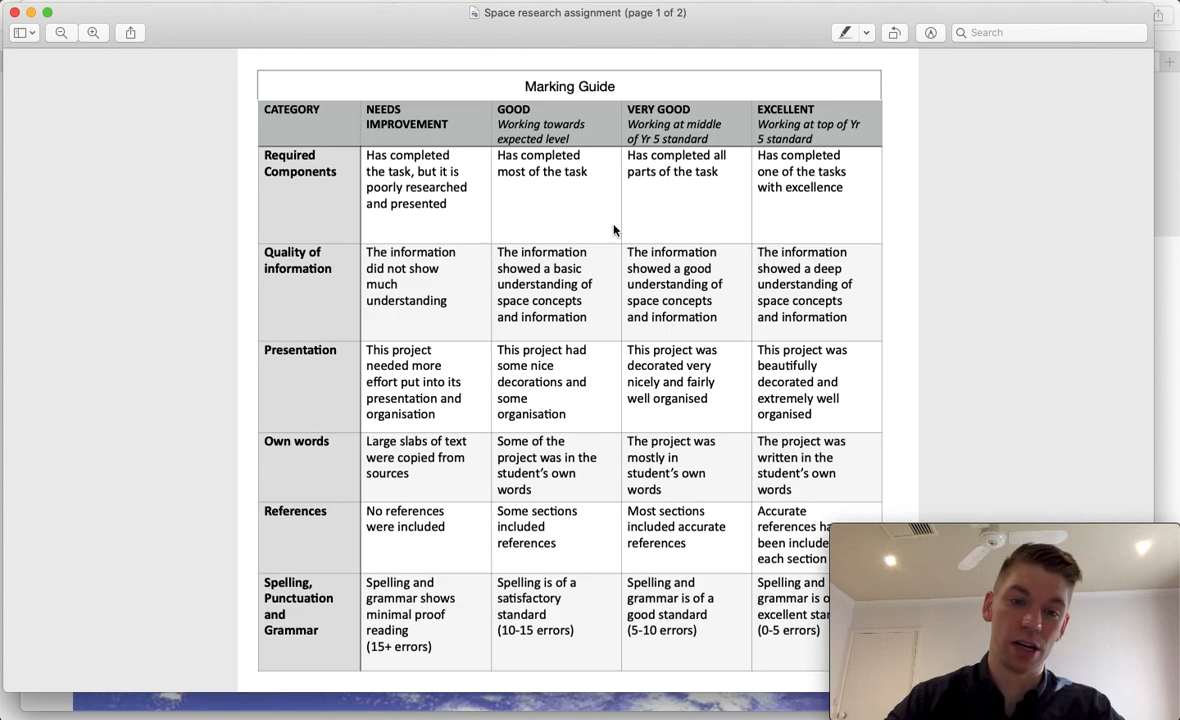 Space research assignment (page 1 of 2)
Search
Marking Guide
CATEGORY
NEEDS
IMPROVEMENT
GOOD
Working towards
expected level
VERY GOOD
Working at middle
of Yr 5 standard
EXCELLENT
Working at top of Yr
5 standard
Required
Components
Has completed
the task, but it is
poorly researched
and presented
Has completed
most of the task
Has completed all
parts of the task
Has completed
one of the tasks
with excellence
Quality of
information
The information
did not show
much
understanding
The information
showed a basic
understanding of
space concepts
and information
The information
showed a good
understanding of
space concepts
and information
The information
showed a deep
understanding of
space concepts
and information
Presentation
This project
needed more
effort put into its
presentation and
organisation
This project had
some nice
decorations and
some
organisation
This project was
decorated very
nicely and fairly
well organised
This project was
beautifully
decorated and
extremely well
organised
Own words
Large slabs of text
were copied from
sources
Some of the
project was in the
student's own
words
The project was
mostly in
student's own
words
The project was
written in the
student's own
words
References
No references
were included
Some sections
included
references
Most sections
included accurate
references
Accurate
references
been
each section
Spelling,
Punctuation
and
Grammar
Spelling and
grammar shows
minimal proof
reading
(15+ errors)
Spelling is of a
satisfactory
standard
(10-15 errors)
Spelling and
grammar is of a
good standard
(5-10 errors)
Spelling and
grammar is
excellent
(0-5 errors)